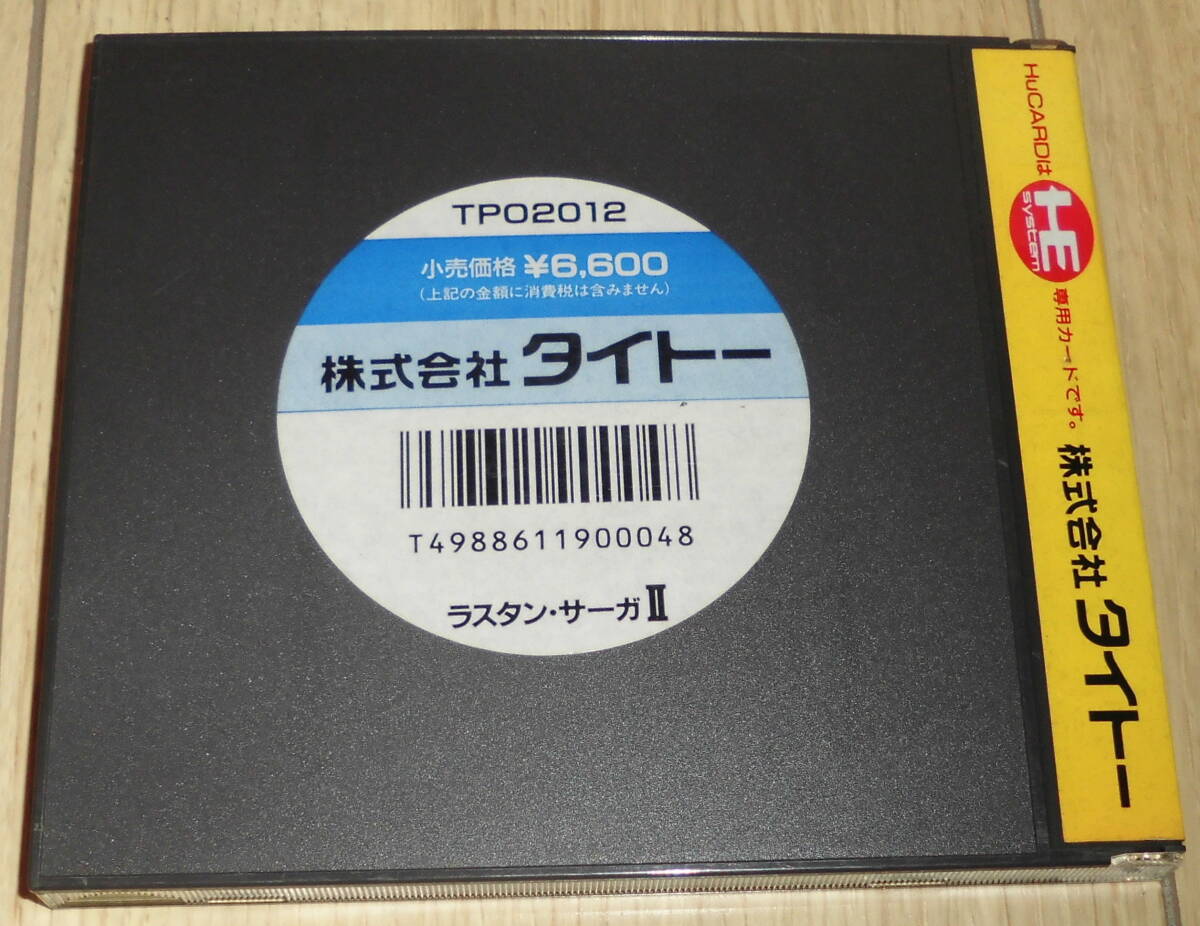 TP02012
小売価格 ¥6,600
(上記の金額に消費税は含みません)
株式会社 タイトー
T4988611900048
ラスタン・サーガⅡ
HuCARDは HE system 専用カードです。 株式会社 タイトー